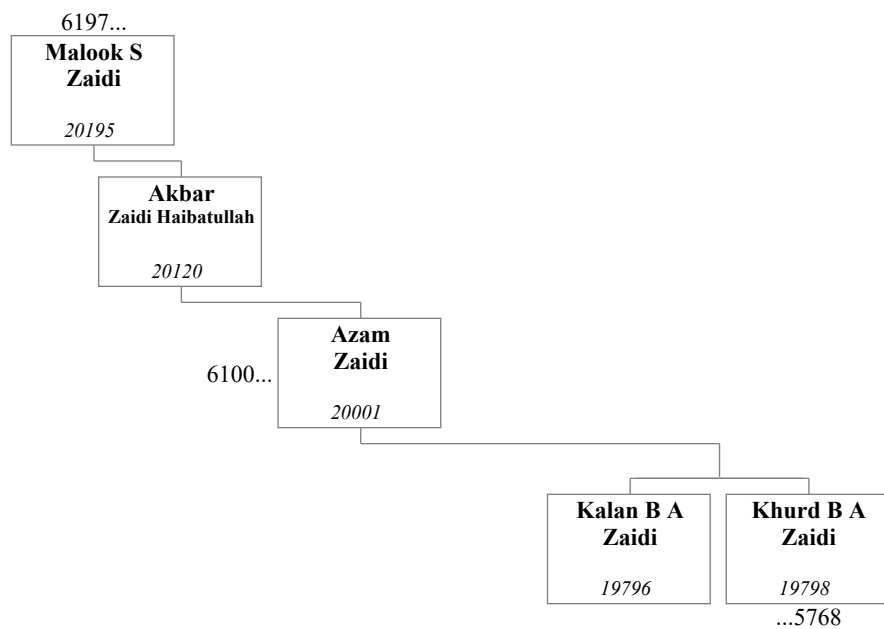 6197...
Malook S
Zaidi
20195
Akbar
Zaidi Haibatullah
20120
Azam
Zaidi
6100...
20001
Kalan B A
Zaidi
19796
Khurd B A
Zaidi
19798
...5768